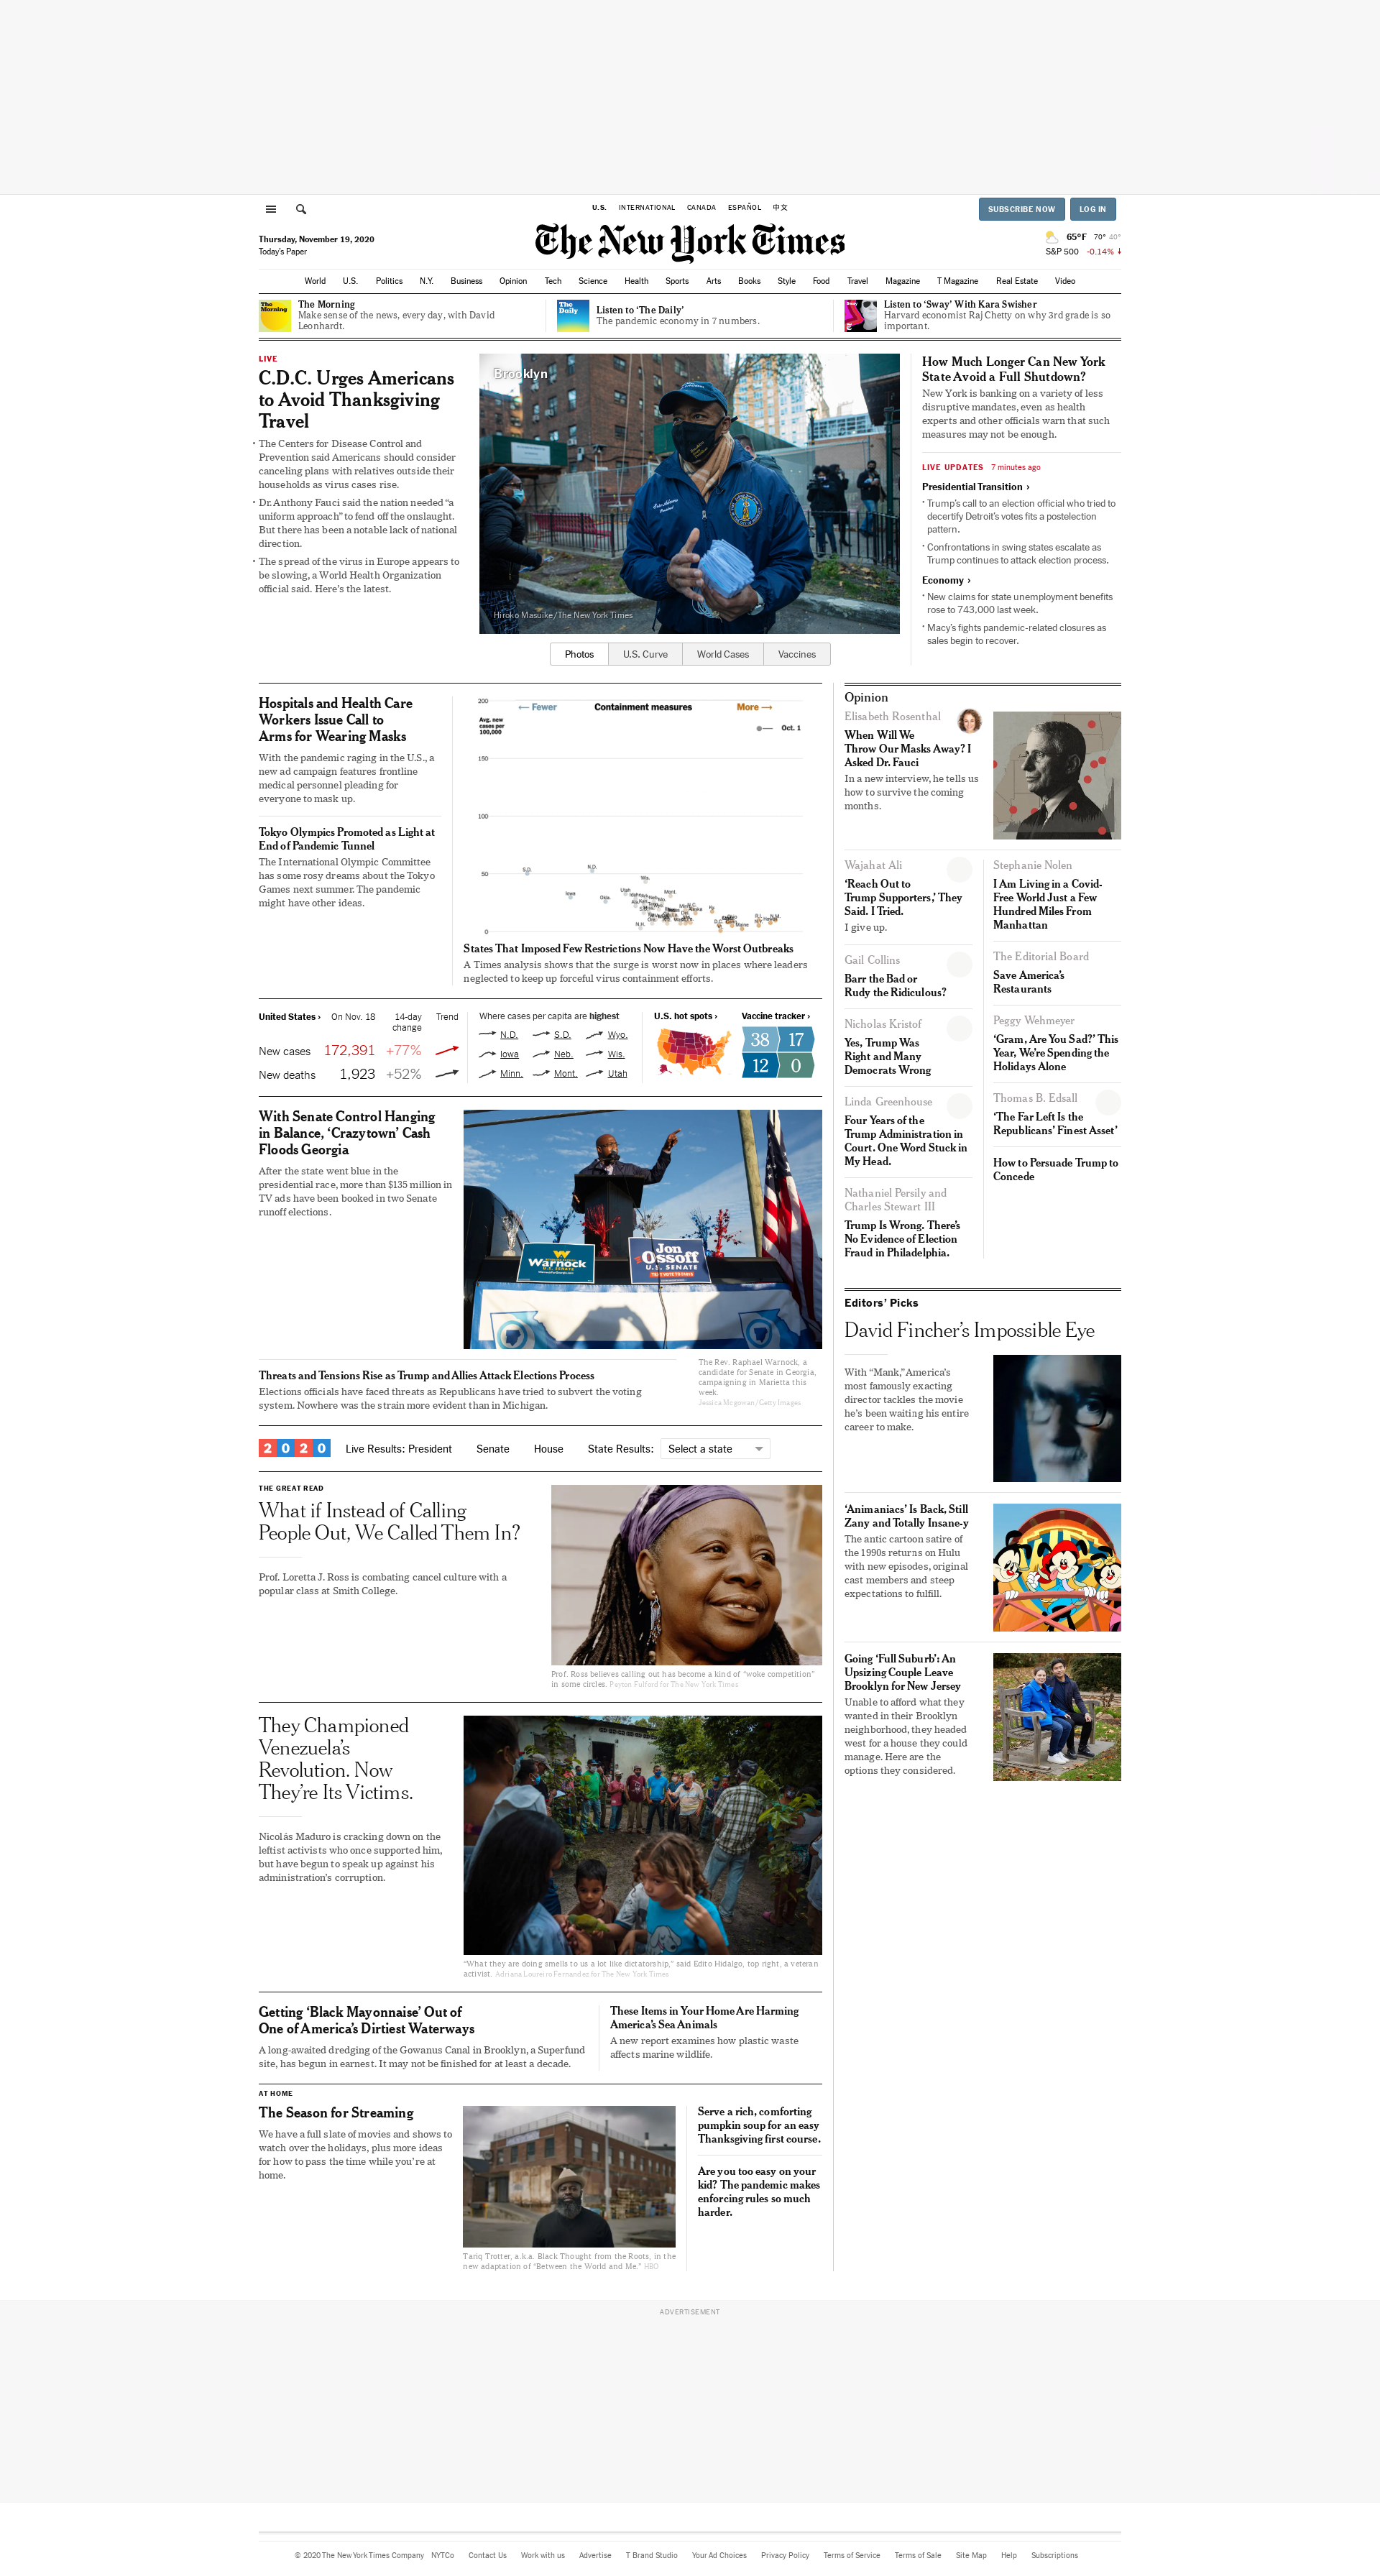 U.S. INTERNATIONAL CANADA ESPAÑOL 中文
SUBSCRIBE NOW LOG IN
Thursday, November 19, 2020
Today's Paper
The New York Times
65°F 70° 40°
S&P 500 -0.14% ↓
World U.S. Politics N.Y. Business Opinion Tech Science Health Sports Arts Books Style Food Travel Magazine T Magazine Real Estate Video
The Morning
The Morning
Make sense of the news, every day, with David
Leonhardt.
The Daily
Listen to ‘The Daily’
The pandemic economy in 7 numbers.
Listen to ‘Sway’ With Kara Swisher
Harvard economist Raj Chetty on why 3rd grade is so
important.
LIVE
C.D.C. Urges Americans
to Avoid Thanksgiving
Travel
• The Centers for Disease Control and
Prevention said Americans should consider
canceling plans with relatives outside their
households as virus cases rise.
• Dr. Anthony Fauci said the nation needed “a
uniform approach” to fend off the onslaught.
But there has been a notable lack of national
direction.
• The spread of the virus in Europe appears to
be slowing, a World Health Organization
official said. Here’s the latest.
Brooklyn
Hiroko Masuike/The New York Times
Photos U.S. Curve World Cases Vaccines
How Much Longer Can New York
State Avoid a Full Shutdown?
New York is banking on a variety of less
disruptive mandates, even as health
experts and other officials warn that such
measures may not be enough.
LIVE UPDATES 7 minutes ago
Presidential Transition ›
• Trump’s call to an election official who tried to
decertify Detroit’s votes fits a postelection
pattern.
• Confrontations in swing states escalate as
Trump continues to attack election process.
Economy ›
• New claims for state unemployment benefits
rose to 743,000 last week.
• Macy’s fights pandemic-related closures as
sales begin to recover.
Hospitals and Health Care
Workers Issue Call to
Arms for Wearing Masks
With the pandemic raging in the U.S., a
new ad campaign features frontline
medical personnel pleading for
everyone to mask up.
Tokyo Olympics Promoted as Light at
End of Pandemic Tunnel
The International Olympic Committee
has some rosy dreams about the Tokyo
Games next summer. The pandemic
might have other ideas.
200
← Fewer Containment measures More →
Avg. new
cases per
100,000
Oct. 1
150
100
50
0
S.D. N.D. Wis. Iowa Utah Mont. Okla.
States That Imposed Few Restrictions Now Have the Worst Outbreaks
A Times analysis shows that the surge is worst now in places where leaders
neglected to keep up forceful virus containment efforts.
United States › On Nov. 18 14-day
change Trend
New cases 172,391 +77%
New deaths 1,923 +52%
Where cases per capita are highest
N.D. S.D. Wyo.
Iowa Neb. Wis.
Minn. Mont. Utah
U.S. hot spots ›
Vaccine tracker ›
38 17
12 0
With Senate Control Hanging
in Balance, ‘Crazytown’ Cash
Floods Georgia
After the state went blue in the
presidential race, more than $135 million in
TV ads have been booked in two Senate
runoff elections.
Warnock
U.S. SENATE
Jon
Ossoff
U.S. SENATE
The Rev. Raphael Warnock, a
candidate for Senate in Georgia,
campaigning in Marietta this
week.
Jessica Mcgowan/Getty Images
Threats and Tensions Rise as Trump and Allies Attack Elections Process
Elections officials have faced threats as Republicans have tried to subvert the voting
system. Nowhere was the strain more evident than in Michigan.
2020 Live Results: President Senate House State Results: Select a state
THE GREAT READ
What if Instead of Calling
People Out, We Called Them In?
Prof. Loretta J. Ross is combating cancel culture with a
popular class at Smith College.
Prof. Ross believes calling out has become a kind of “woke competition”
in some circles. Peyton Fulford for The New York Times
They Championed
Venezuela’s
Revolution. Now
They’re Its Victims.
Nicolás Maduro is cracking down on the
leftist activists who once supported him,
but have begun to speak up against his
administration’s corruption.
“What they are doing smells to us a lot like dictatorship,” said Edito Hidalgo, top right, a veteran
activist. Adriana Loureiro Fernandez for The New York Times
Getting ‘Black Mayonnaise’ Out of
One of America’s Dirtiest Waterways
A long-awaited dredging of the Gowanus Canal in Brooklyn, a Superfund
site, has begun in earnest. It may not be finished for at least a decade.
These Items in Your Home Are Harming
America’s Sea Animals
A new report examines how plastic waste
affects marine wildlife.
AT HOME
The Season for Streaming
We have a full slate of movies and shows to
watch over the holidays, plus more ideas
for how to pass the time while you’re at
home.
Tariq Trotter, a.k.a. Black Thought from the Roots, in the
new adaptation of “Between the World and Me.” HBO
Serve a rich, comforting
pumpkin soup for an easy
Thanksgiving first course.
Are you too easy on your
kid? The pandemic makes
enforcing rules so much
harder.
Opinion
Elisabeth Rosenthal
When Will We
Throw Our Masks Away? I
Asked Dr. Fauci
In a new interview, he tells us
how to survive the coming
months.
Wajahat Ali
‘Reach Out to
Trump Supporters,’ They
Said. I Tried.
I give up.
Gail Collins
Barr the Bad or
Rudy the Ridiculous?
Nicholas Kristof
Yes, Trump Was
Right and Many
Democrats Wrong
Linda Greenhouse
Four Years of the
Trump Administration in
Court. One Word Stuck in
My Head.
Nathaniel Persily and
Charles Stewart III
Trump Is Wrong. There’s
No Evidence of Election
Fraud in Philadelphia.
Stephanie Nolen
I Am Living in a Covid-
Free World Just a Few
Hundred Miles From
Manhattan
The Editorial Board
Save America’s
Restaurants
Peggy Wehmeyer
‘Gram, Are You Sad?’ This
Year, We’re Spending the
Holidays Alone
Thomas B. Edsall
‘The Far Left Is the
Republicans’ Finest Asset’
How to Persuade Trump to
Concede
Editors’ Picks
David Fincher’s Impossible Eye
With “Mank,” America’s
most famously exacting
director tackles the movie
he’s been waiting his entire
career to make.
‘Animaniacs’ Is Back, Still
Zany and Totally Insane-y
The antic cartoon satire of
the 1990s returns on Hulu
with new episodes, original
cast members and steep
expectations to fulfill.
Going ‘Full Suburb’: An
Upsizing Couple Leave
Brooklyn for New Jersey
Unable to afford what they
wanted in their Brooklyn
neighborhood, they headed
west for a house they could
manage. Here are the
options they considered.
ADVERTISEMENT
© 2020 The New York Times Company NYTCo Contact Us Work with us Advertise T Brand Studio Your Ad Choices Privacy Policy Terms of Service Terms of Sale Site Map Help Subscriptions